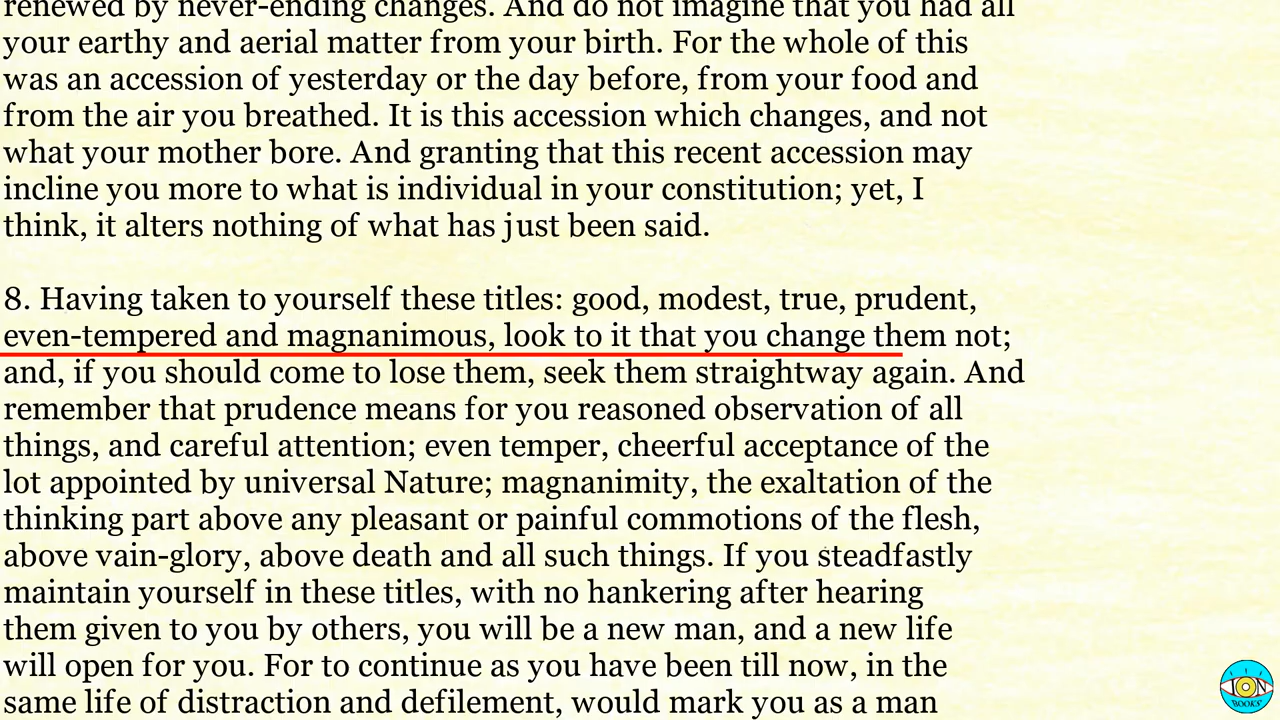 renewed by never-ending changes. And do not imagine that you had all
your earthy and aerial matter from your birth. For the whole of this
was an accession of yesterday or the day before, from your food and
from the air you breathed. It is this accession which changes, and not
what your mother bore. And granting that this recent accession may
incline you more to what is individual in your constitution; yet, I
think, it alters nothing of what has just been said.
8. Having taken to yourself these titles: good, modest, true, prudent,
even-tempered and magnanimous, look to it that you change them not;
and, if you should come to lose them, seek them straightway again. And
remember that prudence means for you reasoned observation of all
things, and careful attention; even temper, cheerful acceptance of the
lot appointed by universal Nature; magnanimity, the exaltation of the
thinking part above any pleasant or painful commotions of the flesh,
above vain-glory, above death and all such things. If you steadfastly
maintain yourself in these titles, with no hankering after hearing
them given to you by others, you will be a new man, and a new life
will open for you. For to continue as you have been till now, in the
same life of distraction and defilement, would mark you as a man
ION
BOOKS